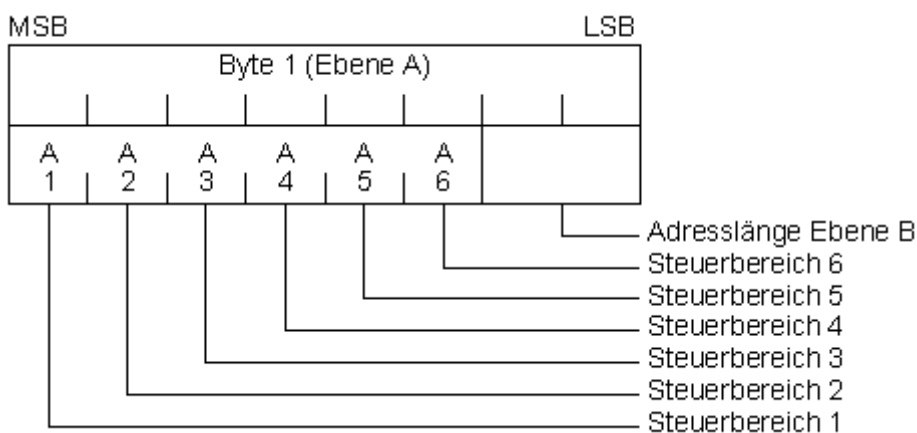 MSB LSB
Byte 1 (Ebene A)
A A A A A A
1 2 3 4 5 6
Adresslänge Ebene B
Steuerbereich 6
Steuerbereich 5
Steuerbereich 4
Steuerbereich 3
Steuerbereich 2
Steuerbereich 1